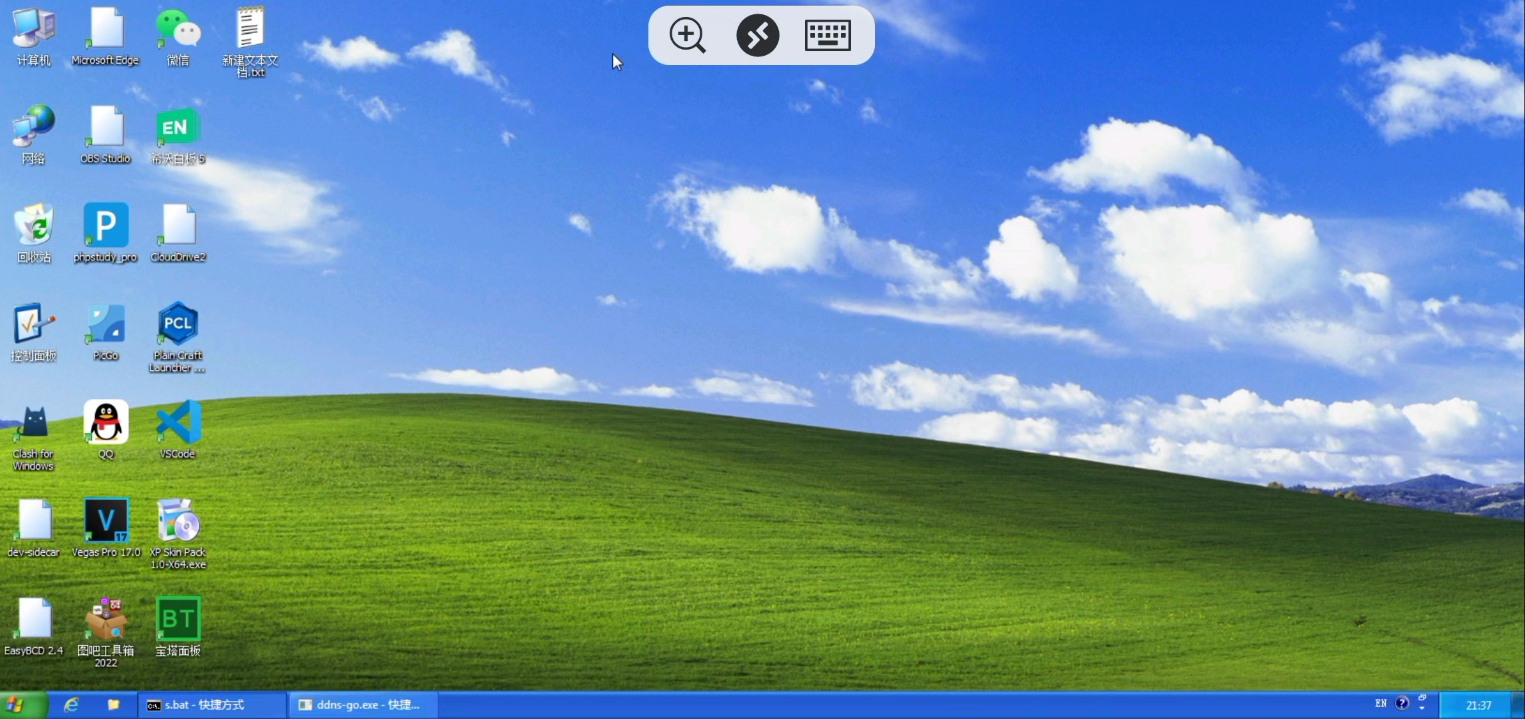 计算机
Microsoft Edge
微信
新建文本文
档.txt
网络
OBS Studio
EN
希沃白板 5
回收站
P
phpstudy_pro
CloudDrive2
控制面板
PicGo
PCL
Plain Craft
Launcher ...
Clash for
Windows
QQ
VSCode
dev-sidecar
V
17
Vegas Pro 17.0
XP Skin Pack
1.0-X64.exe
EasyBCD 2.4
64
图吧工具箱
2022
BT
宝塔面板
s.bat - 快捷方式
ddns-go.exe - 快捷...
EN
?
21:37